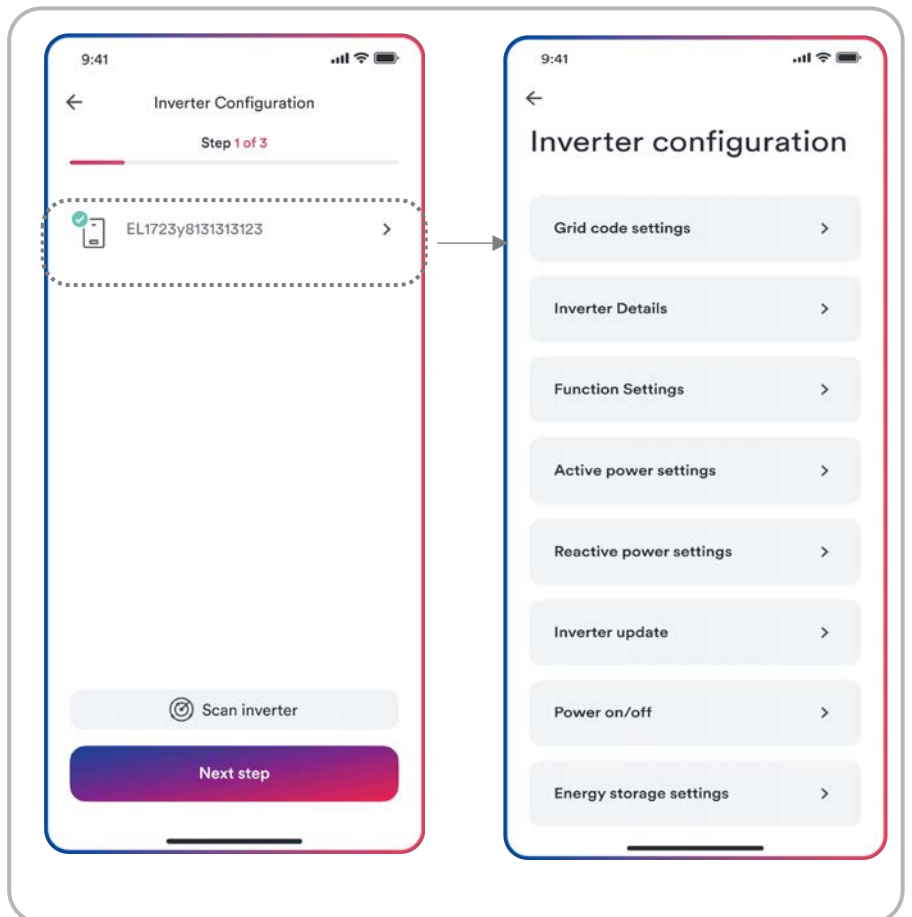 9:41
Inverter Configuration
Step 1 of 3
EL1723y8131313123
Scan inverter
Next step
9:41
Inverter configuration
Grid code settings
Inverter Details
Function Settings
Active power settings
Reactive power settings
Inverter update
Power on/off
Energy storage settings